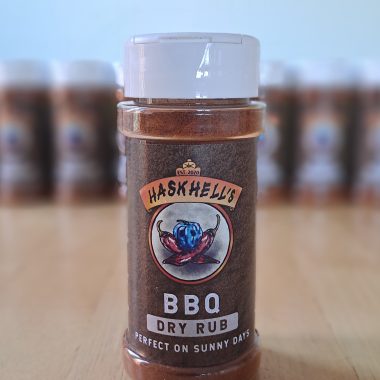 EST. 2020
HASKHELL'S
BBQ
DRY RUB
PERFECT ON SUNNY DAYS